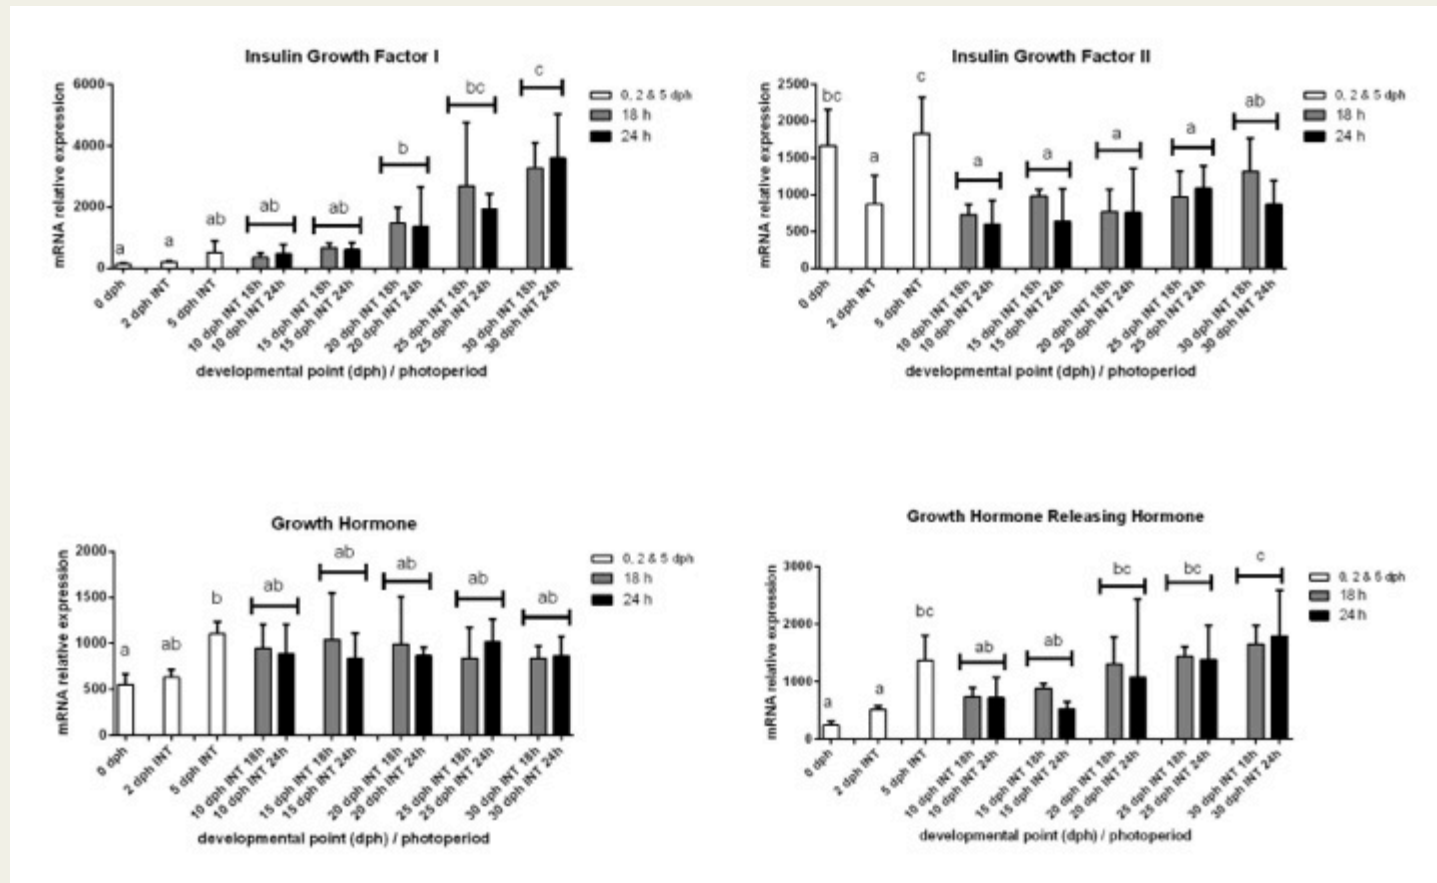 Insulin Growth Factor I
mRNA relative expression
6000
4000
2000
0
a
a
ab
ab
ab
b
bc
c
0, 2 & 5 dph
18 h
24 h
0 dph
2 dph INT
5 dph INT
10 dph INT 18h
10 dph INT 24h
15 dph INT 18h
15 dph INT 24h
20 dph INT 18h
20 dph INT 24h
25 dph INT 18h
25 dph INT 24h
30 dph INT 18h
30 dph INT 24h
developmental point (dph) / photoperiod
Insulin Growth Factor II
mRNA relative expression
2500
2000
1500
1000
500
0
bc
a
c
a
a
a
a
ab
0, 2 & 5 dph
18 h
24 h
0 dph
2 dph INT
5 dph INT
10 dph INT 18h
10 dph INT 24h
15 dph INT 18h
15 dph INT 24h
20 dph INT 18h
20 dph INT 24h
25 dph INT 18h
25 dph INT 24h
30 dph INT 18h
30 dph INT 24h
developmental point (dph) / photoperiod
Growth Hormone
mRNA relative expression
2000
1500
1000
500
0
a
ab
b
ab
ab
ab
ab
ab
0, 2 & 5 dph
18 h
24 h
0 dph
2 dph INT
5 dph INT
10 dph INT 18h
10 dph INT 24h
15 dph INT 18h
15 dph INT 24h
20 dph INT 18h
20 dph INT 24h
25 dph INT 18h
25 dph INT 24h
30 dph INT 18h
30 dph INT 24h
developmental point (dph) / photoperiod
Growth Hormone Releasing Hormone
mRNA relative expression
3000
2000
1000
0
a
a
bc
ab
ab
bc
bc
c
0, 2 & 5 dph
18 h
24 h
0 dph
2 dph INT
5 dph INT
10 dph INT 18h
10 dph INT 24h
15 dph INT 18h
15 dph INT 24h
20 dph INT 18h
20 dph INT 24h
25 dph INT 18h
25 dph INT 24h
30 dph INT 18h
30 dph INT 24h
developmental point (dph) / photoperiod